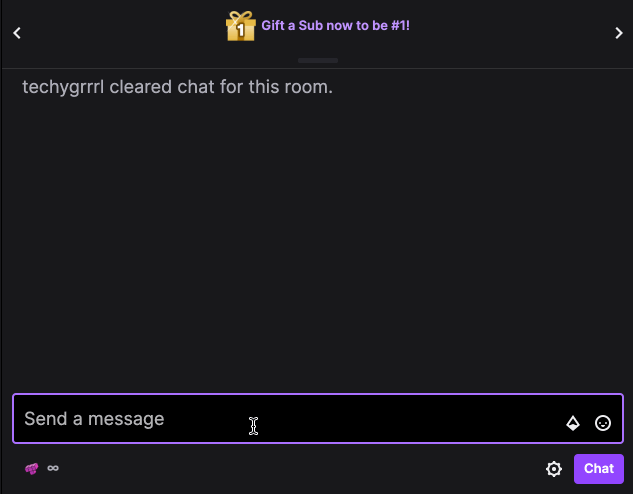 1
Gift a Sub now to be #1!
techygrrrl cleared chat for this room.
Send a message
∞
Chat